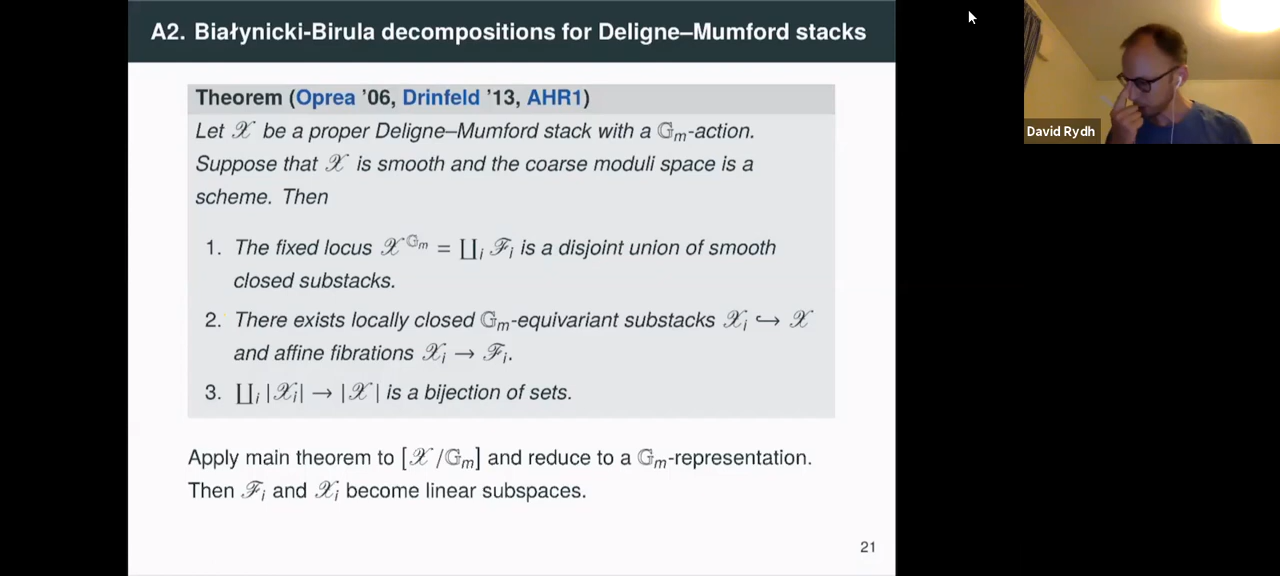 A2. Białynicki-Birula decompositions for Deligne–Mumford stacks
Theorem (Oprea '06, Drinfeld '13, AHR1)
Let 𝒳 be a proper Deligne–Mumford stack with a 𝔾ₘ-action.
Suppose that 𝒳 is smooth and the coarse moduli space is a
scheme. Then
1. The fixed locus 𝒳^𝔾ₘ = ∐ᵢ ℱᵢ is a disjoint union of smooth
closed substacks.
2. There exists locally closed 𝔾ₘ-equivariant substacks 𝒳ᵢ ↪ 𝒳
and affine fibrations 𝒳ᵢ → ℱᵢ.
3. ∐ᵢ |𝒳ᵢ| → |𝒳| is a bijection of sets.
Apply main theorem to [𝒳/𝔾ₘ] and reduce to a 𝔾ₘ-representation.
Then ℱᵢ and 𝒳ᵢ become linear subspaces.
21
David Rydh